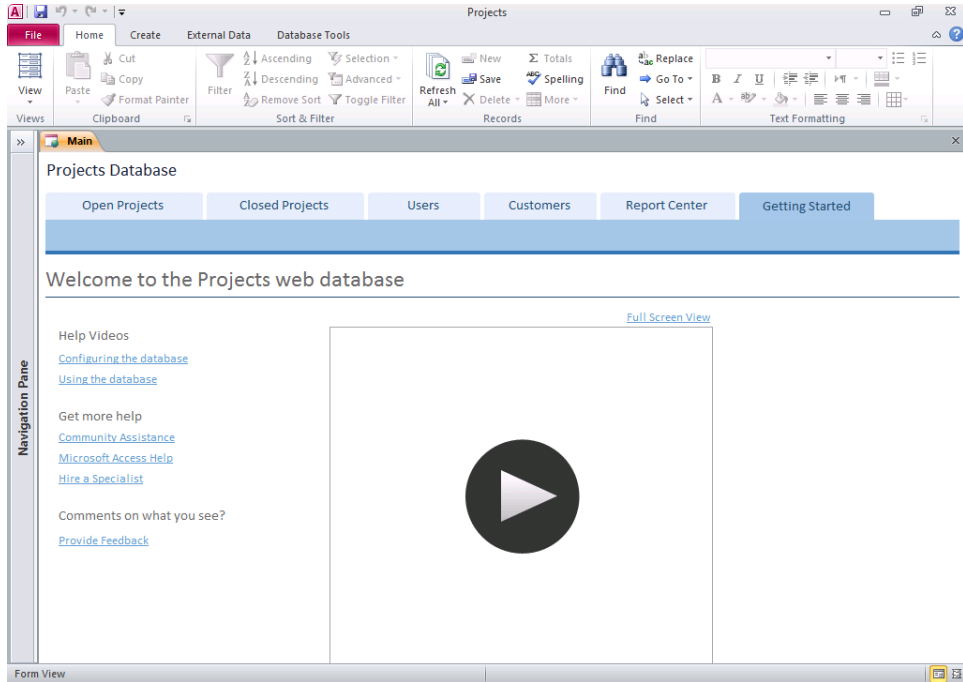 A
Projects
File Home Create External Data Database Tools
View
Views
Paste
Cut
Copy
Format Painter
Clipboard
Filter
Ascending
Descending
Remove Sort
Selection
Advanced
Toggle Filter
Sort & Filter
Refresh
All
New
Save
Delete
Totals
Spelling
More
Records
Find
Replace
Go To
Select
Find
B I U
A
Text Formatting
Main
Navigation Pane
Projects Database
Open Projects Closed Projects Users Customers Report Center Getting Started
Welcome to the Projects web database
Full Screen View
Help Videos
Configuring the database
Using the database
Get more help
Community Assistance
Microsoft Access Help
Hire a Specialist
Comments on what you see?
Provide Feedback
Form View